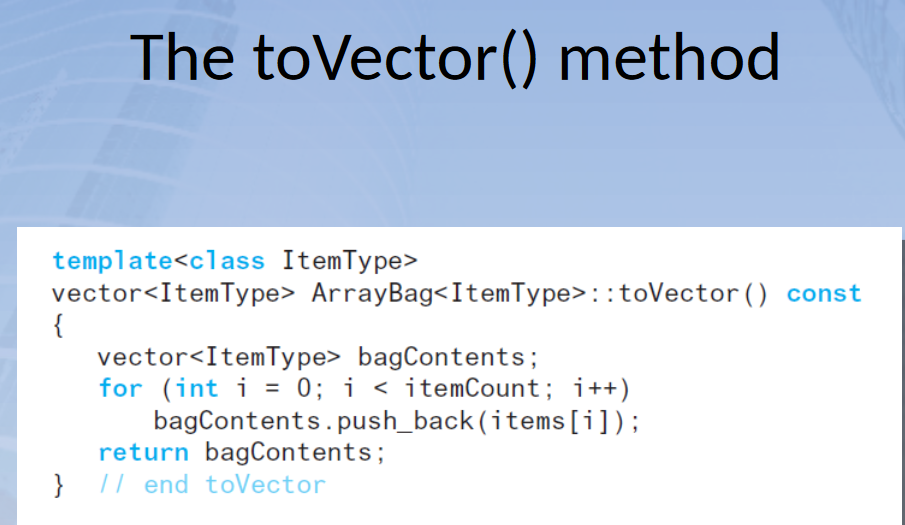 The toVector() method
template<class ItemType>
vector<ItemType> ArrayBag<ItemType>::toVector() const
{
vector<ItemType> bagContents;
for (int i = 0; i < itemCount; i++)
bagContents.push_back(items[i]);
return bagContents;
} // end toVector